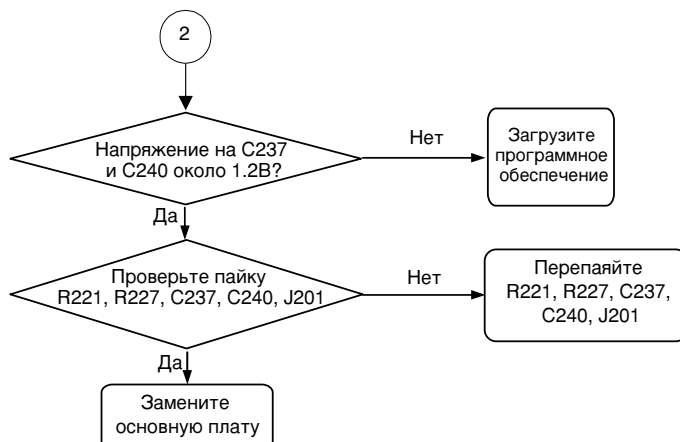 2
Напряжение на C237
и C240 около 1.2В?
Нет
Загрузите
программное
обеспечение
Да
Проверьте пайку
R221, R227, C237, C240, J201
Нет
Перепаяйте
R221, R227, C237,
C240, J201
Да
Замените
основную плату